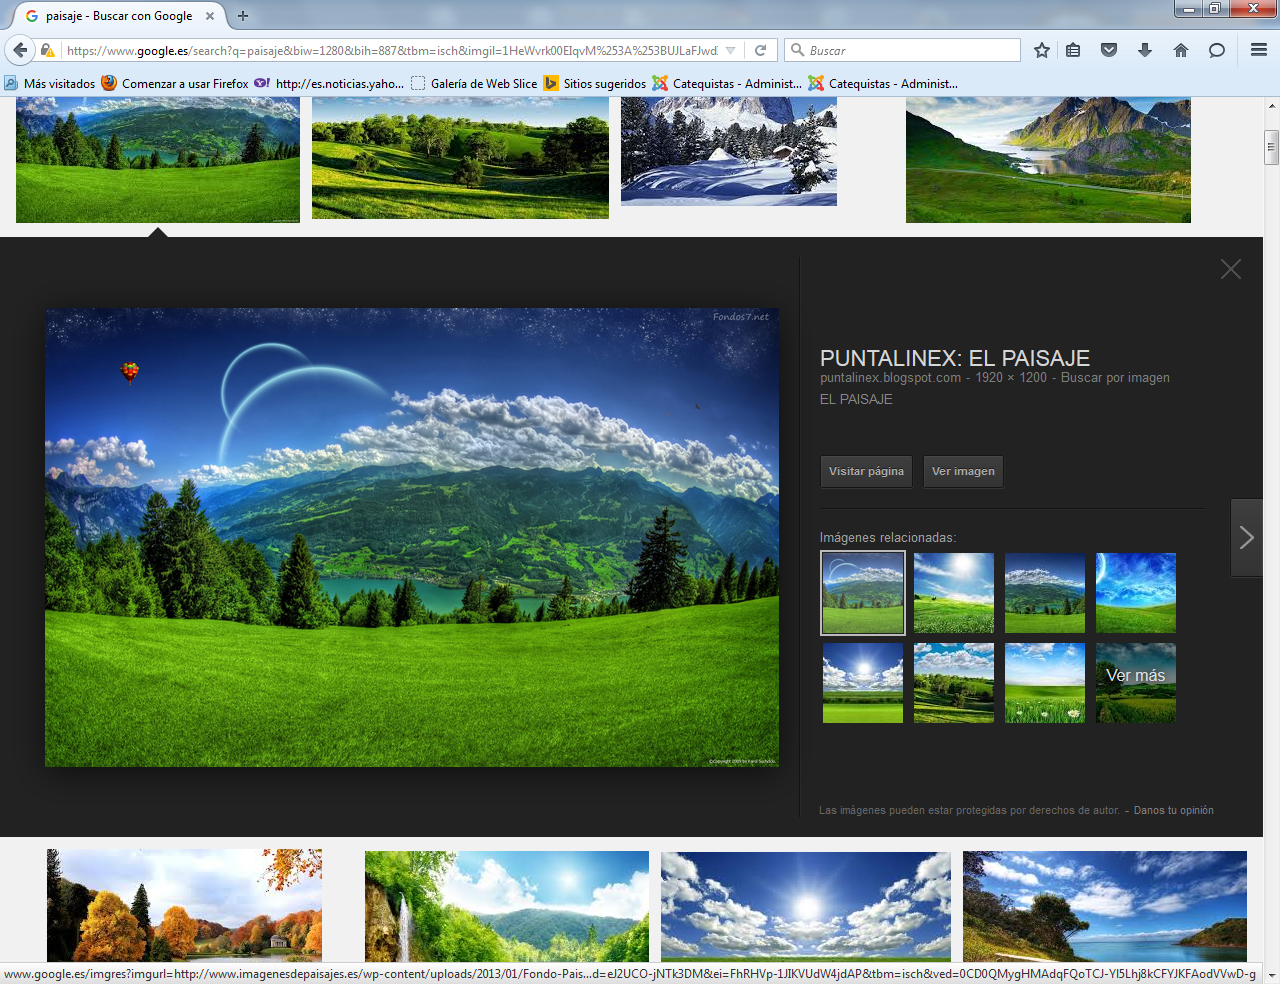 paisaje - Buscar con Google
https://www.google.es/search?q=paisaje&biw=1280&bih=887&tbm=isch&imgil=1HeWvrk00EIqvM%253A%253BUJLaFJwd
Buscar
Más visitados
Comenzar a usar Firefox
http://es.noticias.yaho...
Galería de Web Slice
Sitios sugeridos
Catequistas - Administ...
Catequistas - Administ...
Fondos7.net
PUNTALINEX: EL PAISAJE
puntalinex.blogspot.com - 1920 × 1200 - Buscar por imagen
EL PAISAJE
Visitar página
Ver imagen
Imágenes relacionadas:
Ver más
Las imágenes pueden estar protegidas por derechos de autor. - Danos tu opinión
www.google.es/imgres?imgurl=http://www.imagenesdepaisajes.es/wp-content/uploads/2013/01/Fondo-Pais...d=eJ2UCO-jNTk3DM&ei=FhRHVp-1JIKVUdW4jdAP&tbm=isch&ved=0CD0QMygHMAdqFQoTCJ-Yl5Lhj8kCFYJKFAodVVwD-g